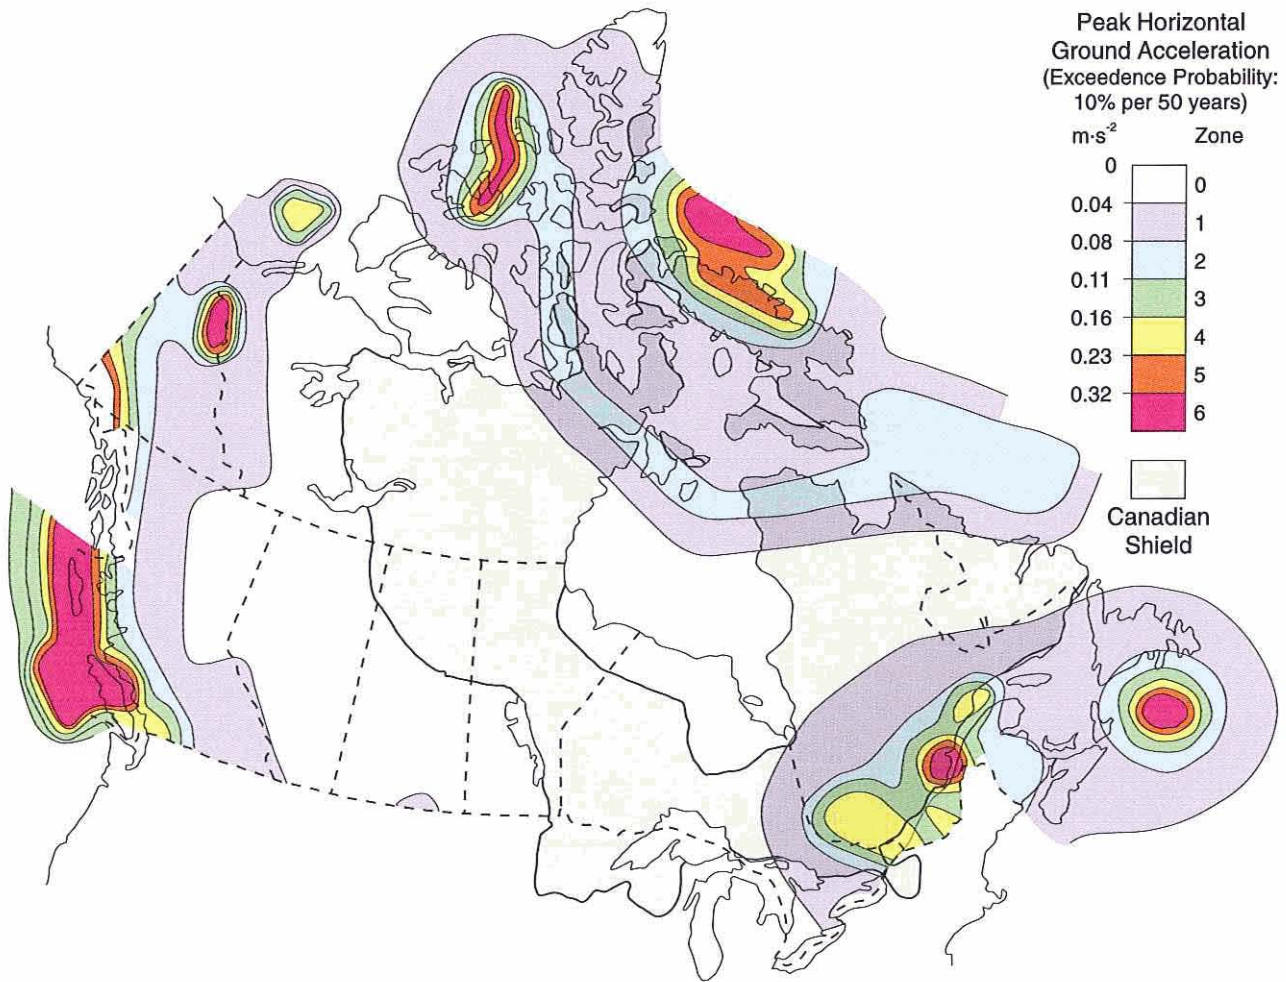 Peak Horizontal
Ground Acceleration
(Exceedence Probability:
10% per 50 years)
m·s⁻² Zone
0
0
0.04
1
0.08
2
0.11
3
0.16
4
0.23
5
0.32
6
Canadian
Shield